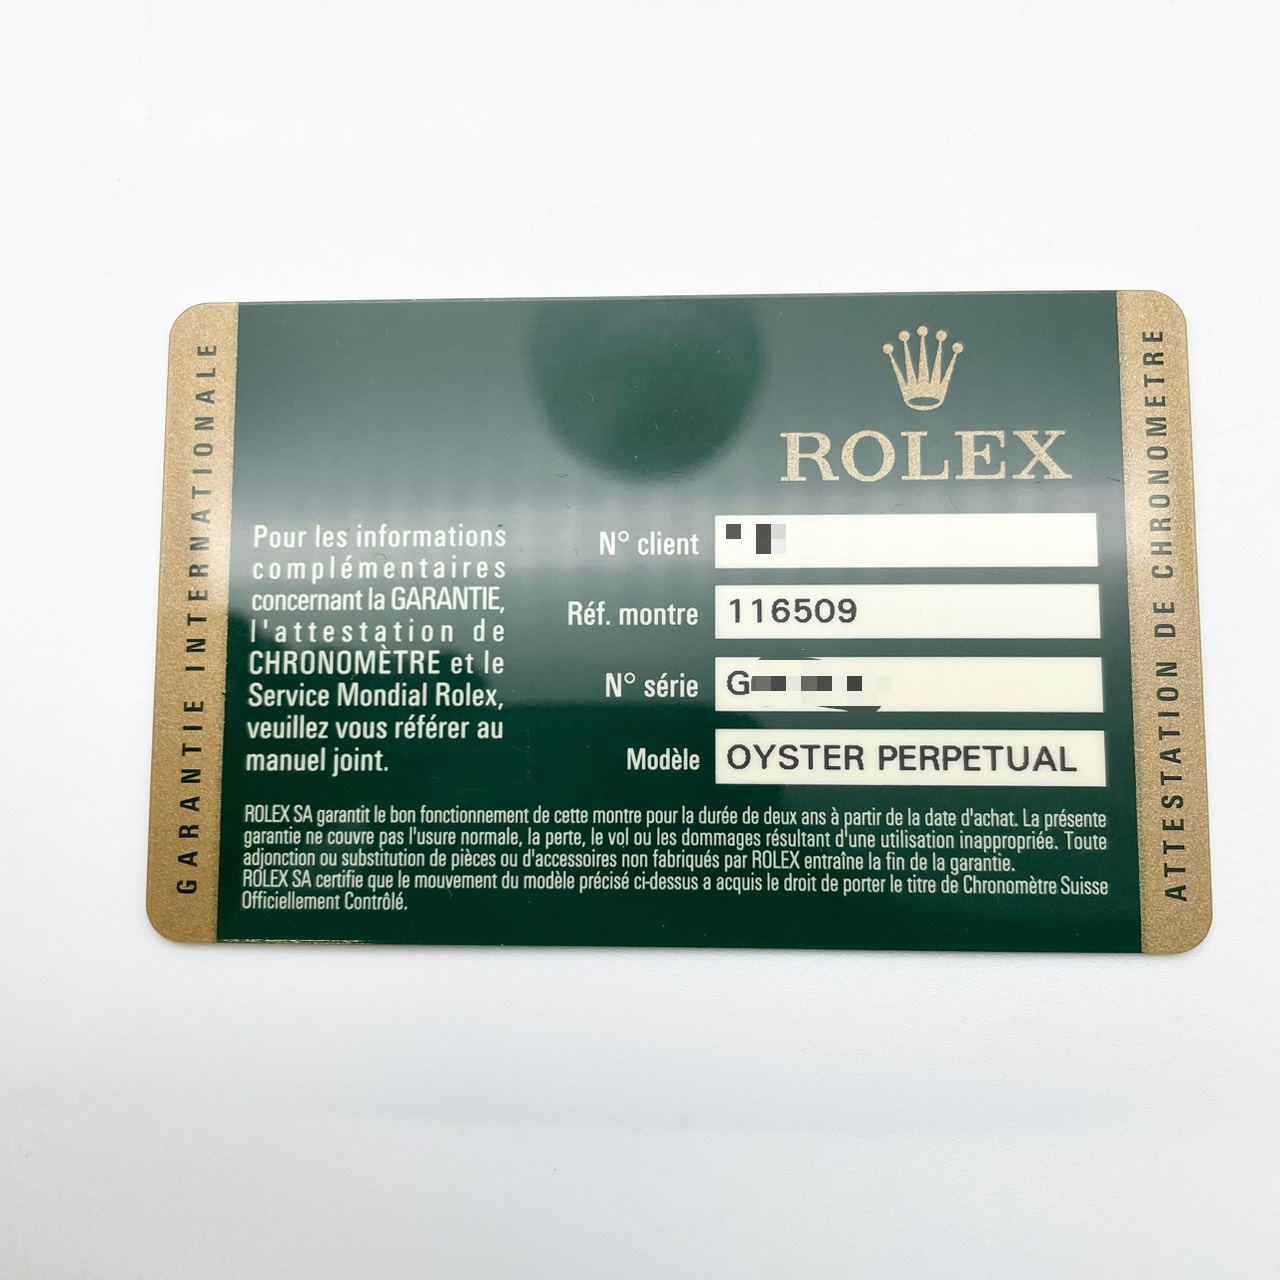 GARANTIE INTERNATIONALE
ROLEX
Pour les informations
complémentaires
concernant la GARANTIE,
l'attestation de
CHRONOMÈTRE et le
Service Mondial Rolex,
veuillez vous référer au
manuel joint.
N° client
Réf. montre 116509
N° série G
Modèle OYSTER PERPETUAL
ROLEX SA garantit le bon fonctionnement de cette montre pour la durée de deux ans à partir de la date d'achat. La présente
garantie ne couvre pas l'usure normale, la perte, le vol ou les dommages résultant d'une utilisation inappropriée. Toute
adjonction ou substitution de pièces ou d'accessoires non fabriqués par ROLEX entraîne la fin de la garantie.
ROLEX SA certifie que le mouvement du modèle précisé ci-dessus a acquis le droit de porter le titre de Chronomètre Suisse
Officiellement Contrôlé.
ATTESTATION DE CHRONOMETRE